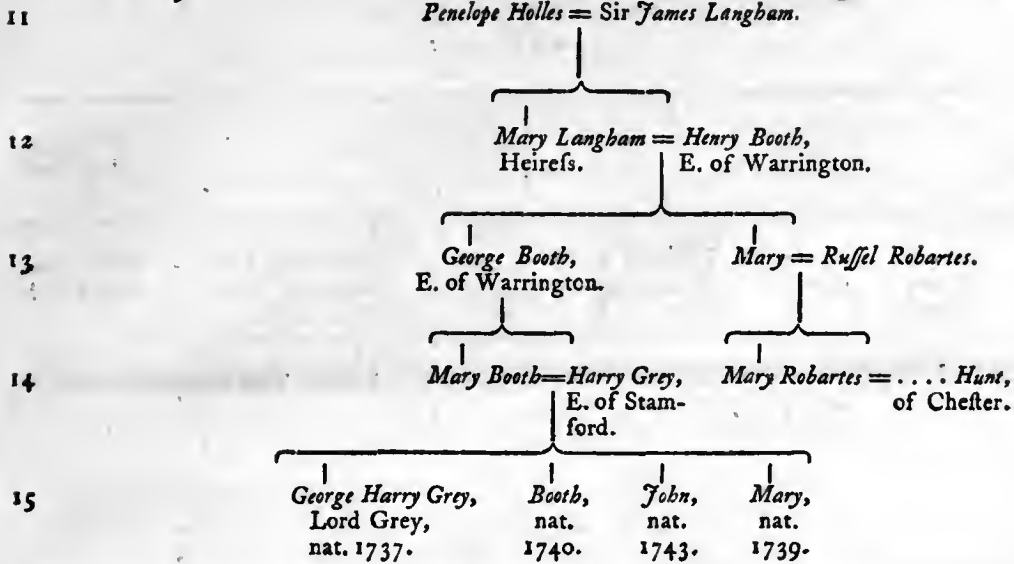 11 Penelope Holles = Sir James Langham.
12 Mary Langham = Henry Booth,
Heireſs. E. of Warrington.
13 George Booth, Mary = Ruſſel Robartes.
E. of Warrington.
14 Mary Booth=Harry Grey, Mary Robartes = .... Hunt,
E. of Stam- of Cheſter.
ford.
15 George Harry Grey, Booth, John, Mary,
Lord Grey, nat. nat. nat.
nat. 1737. 1740. 1743. 1739.